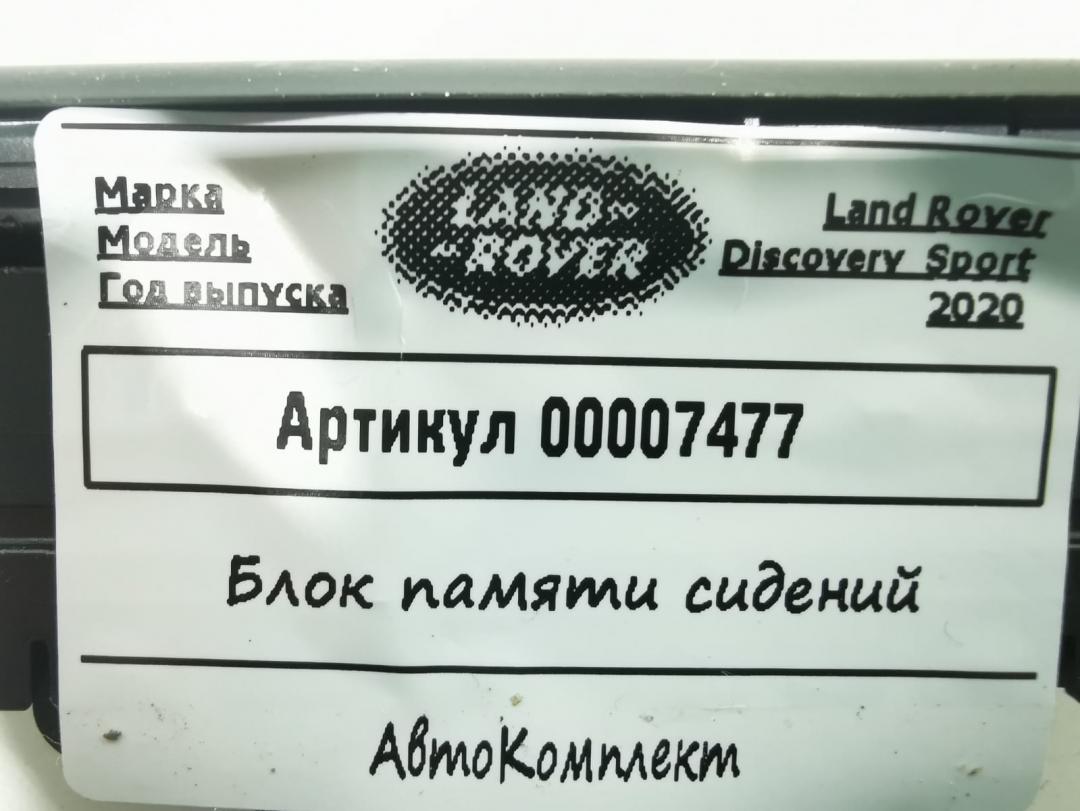 Марка
Модель
Год выпуска
LAND
ROVER
Land Rover
Discovery Sport
2020
Артикул 00007477
Блок памяти сидений
АвтоКомплект